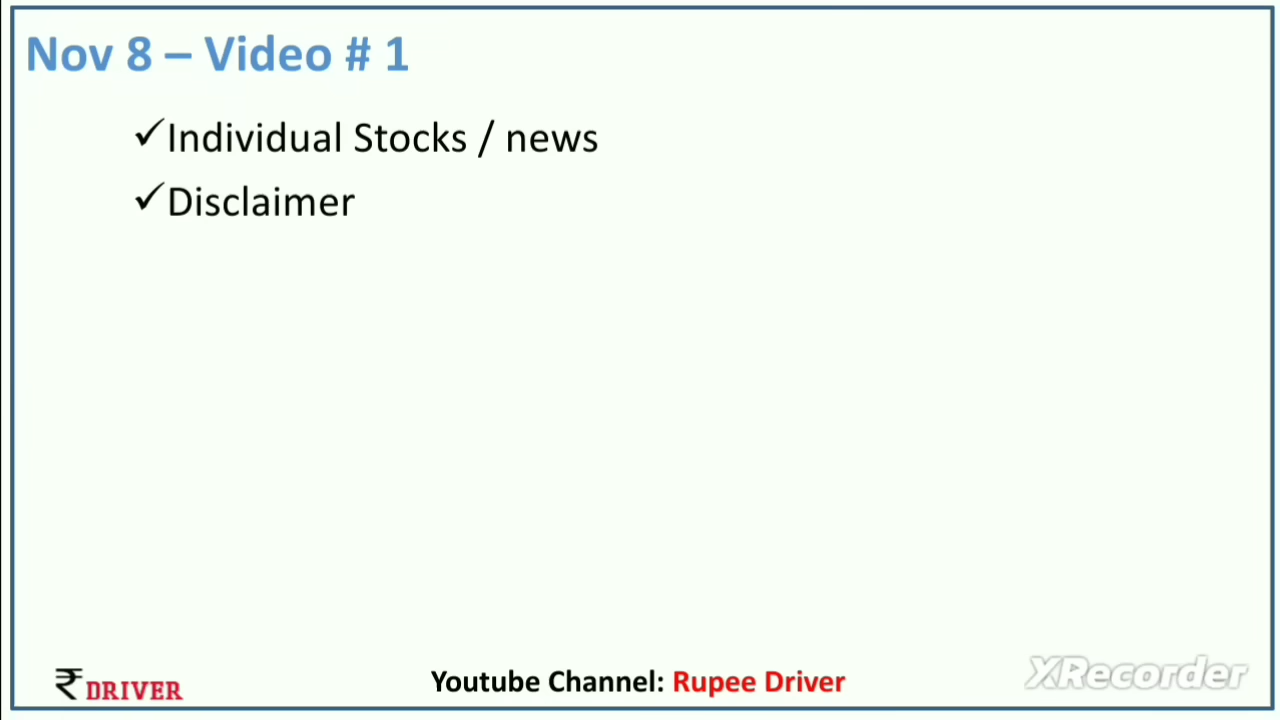 Nov 8 – Video # 1
✓Individual Stocks / news
✓Disclaimer
₹ DRIVER
Youtube Channel: Rupee Driver
XRecorder